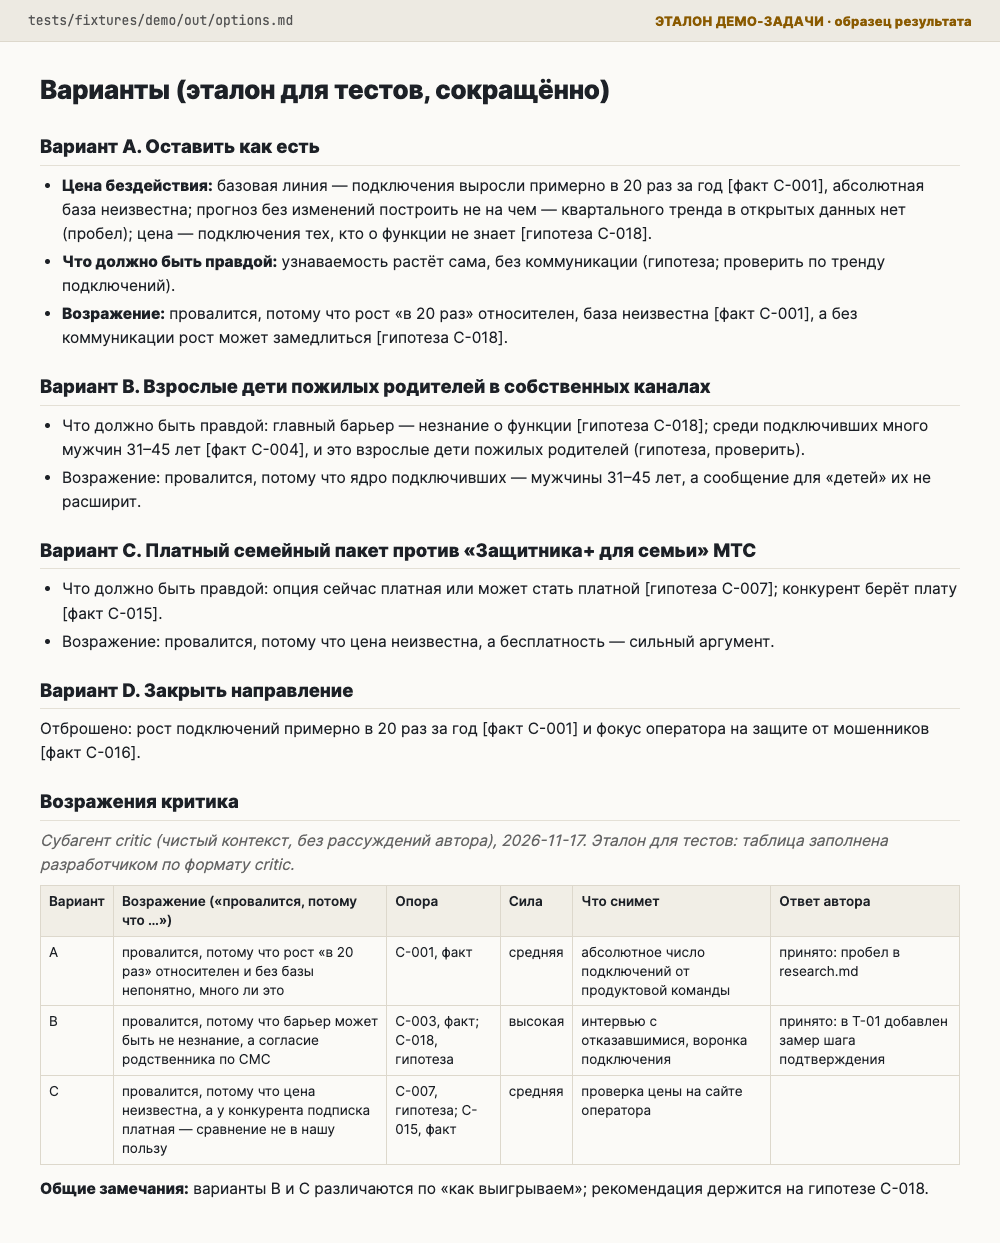 tests/fixtures/demo/out/options.md
ЭТАЛОН ДЕМО-ЗАДАЧИ · образец результата
Варианты (эталон для тестов, сокращённо)
Вариант A. Оставить как есть
• Цена бездействия: базовая линия — подключения выросли примерно в 20 раз за год [факт C-001], абсолютная
база неизвестна; прогноз без изменений построить не на чем — квартального тренда в открытых данных нет
(пробел); цена — подключения тех, кто о функции не знает [гипотеза C-018].
• Что должно быть правдой: узнаваемость растёт сама, без коммуникации (гипотеза; проверить по тренду
подключений).
• Возражение: провалится, потому что рост «в 20 раз» относителен, база неизвестна [факт C-001], а без
коммуникации рост может замедлиться [гипотеза C-018].
Вариант B. Взрослые дети пожилых родителей в собственных каналах
• Что должно быть правдой: главный барьер — незнание о функции [гипотеза C-018]; среди подключивших много
мужчин 31–45 лет [факт C-004], и это взрослые дети пожилых родителей (гипотеза, проверить).
• Возражение: провалится, потому что ядро подключивших — мужчины 31–45 лет, а сообщение для «детей» их не
расширит.
Вариант C. Платный семейный пакет против «Защитника+ для семьи» МТС
• Что должно быть правдой: опция сейчас платная или может стать платной [гипотеза C-007]; конкурент берёт плату
[факт C-015].
• Возражение: провалится, потому что цена неизвестна, а бесплатность — сильный аргумент.
Вариант D. Закрыть направление
Отброшено: рост подключений примерно в 20 раз за год [факт C-001] и фокус оператора на защите от мошенников
[факт C-016].
Возражения критика
Субагент critic (чистый контекст, без рассуждений автора), 2026-11-17. Эталон для тестов: таблица заполнена
разработчиком по формату critic.
Вариант
Возражение («провалится, потому
что …»)
Опора
Сила
Что снимет
Ответ автора
A
провалится, потому что рост «в 20
раз» относителен и без базы
непонятно, много ли это
C-001, факт
средняя
абсолютное число
подключений от
продуктовой команды
принято: пробел в
research.md
B
провалится, потому что барьер может
быть не незнание, а согласие
родственника по СМС
C-003, факт;
C-018,
гипотеза
высокая
интервью с
отказавшимися, воронка
подключения
принято: в T-01 добавлен
замер шага
подтверждения
C
провалится, потому что цена
неизвестна, а у конкурента подписка
платная — сравнение не в нашу
пользу
C-007,
гипотеза; C-
015, факт
средняя
проверка цены на сайте
оператора
Общие замечания: варианты B и C различаются по «как выигрываем»; рекомендация держится на гипотезе C-018.